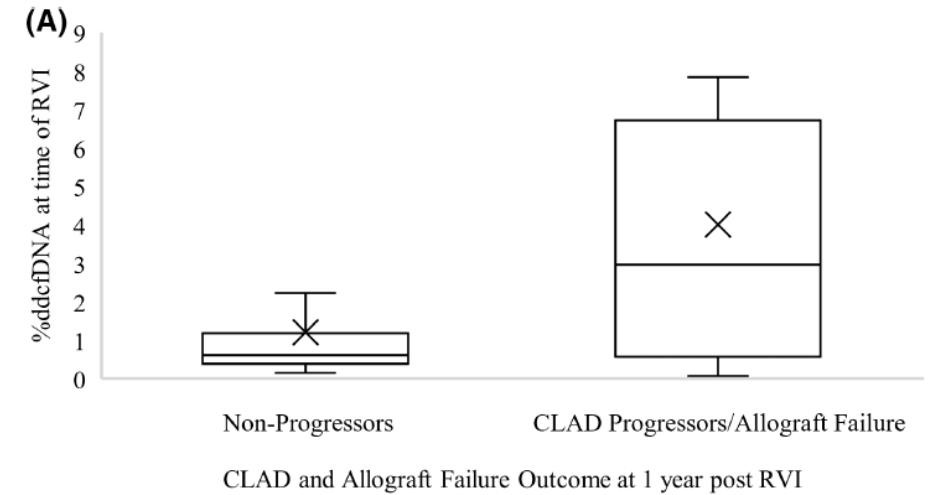 (A)
%ddcfDNA at time of RVI
9
8
7
6
5
4
3
2
1
0
Non-Progressors
CLAD Progressors/Allograft Failure
CLAD and Allograft Failure Outcome at 1 year post RVI